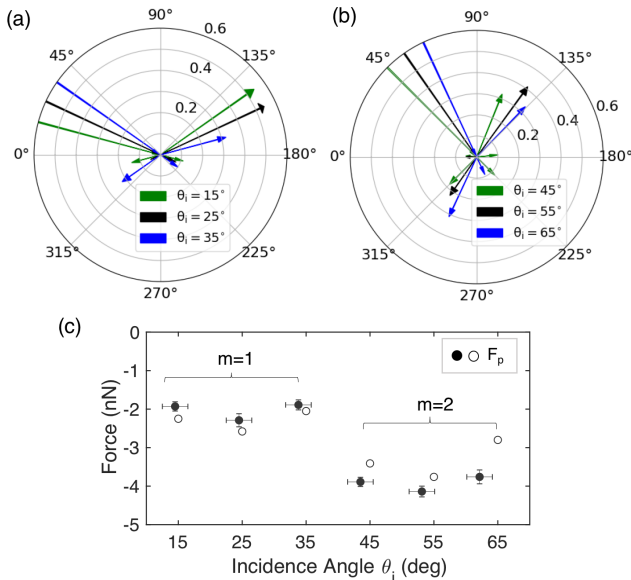 (a)
90°
0.6
45°
135°
0.4
0.2
0°
180°
θi = 15°
θi = 25°
θi = 35°
315°
225°
270°
(b)
90°
45°
135°
0.6
0.4
0.2
0°
180°
θi = 45°
θi = 55°
θi = 65°
315°
225°
270°
(c)
0
m=1
Fp
-1
-2
m=2
-3
-4
-5
Force (nN)
15 25 35 45 55 65
Incidence Angle θi (deg)